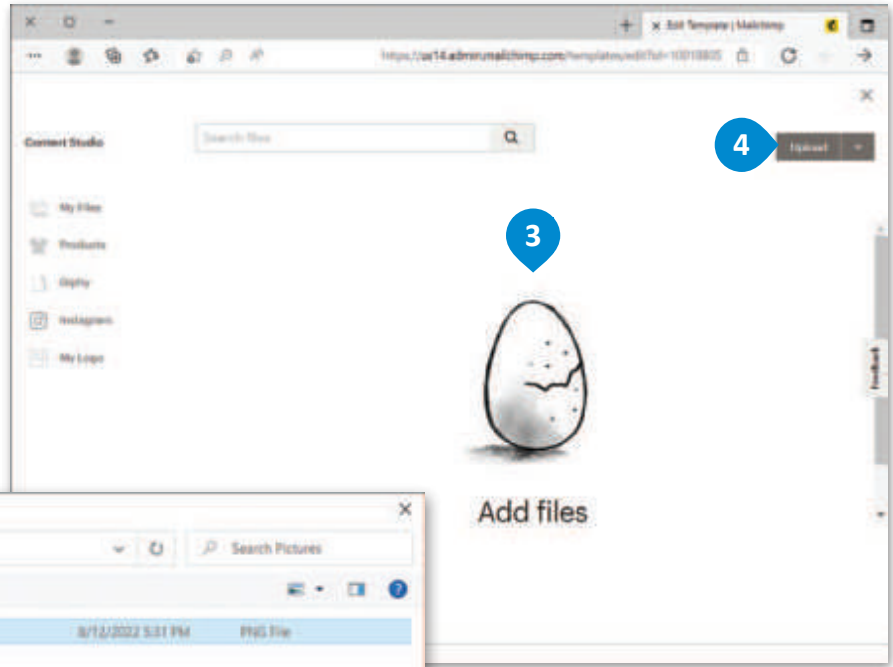 Edit Template | Mailchimp
Content Studio
Search files
4
Upload
My Files
Products
Giphy
Instagram
My Logo
3
Feedback
Add files
Search Pictures
8/12/2022 5:31 PM PNG File